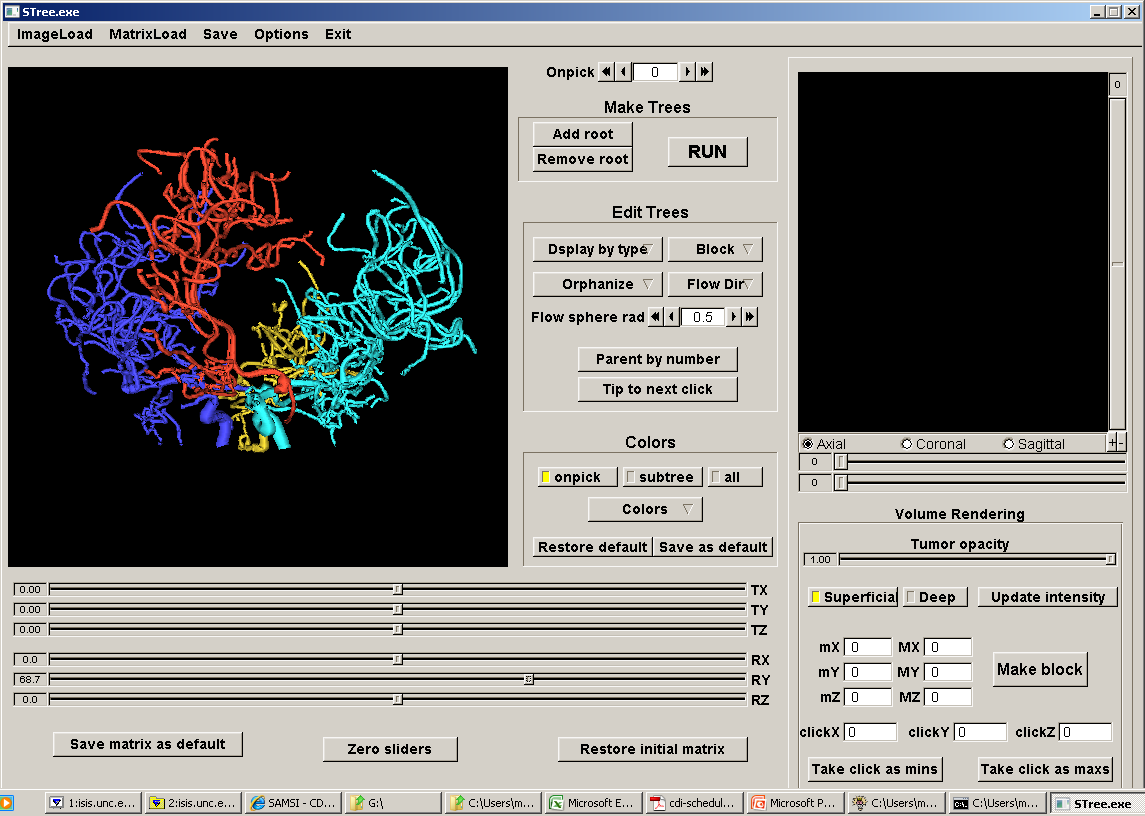 STree.exe
ImageLoad MatrixLoad Save Options Exit
Onpick 0
Make Trees
Add root
Remove root
RUN
Edit Trees
Dsplay by type Block
Orphanize Flow Dir
Flow sphere rad 0.5
Parent by number
Tip to next click
Colors
onpick subtree all
Colors
Restore default Save as default
0
Axial Coronal Sagittal +-
0
0
Volume Rendering
Tumor opacity
1.00
Superficial Deep Update intensity
mX 0 MX 0
mY 0 MY 0
mZ 0 MZ 0
Make block
clickX 0 clickY 0 clickZ 0
Take click as mins Take click as maxs
0.00 TX
0.00 TY
0.00 TZ
0.0 RX
68.7 RY
0.0 RZ
Save matrix as default Zero sliders Restore initial matrix
1:isis.unc.e... 2:isis.unc.e... SAMSI - CD... G:\ C:\Users\m... Microsoft E... cdi-schedul... Microsoft P... C:\Users\m... C:\Users\m... STree.exe